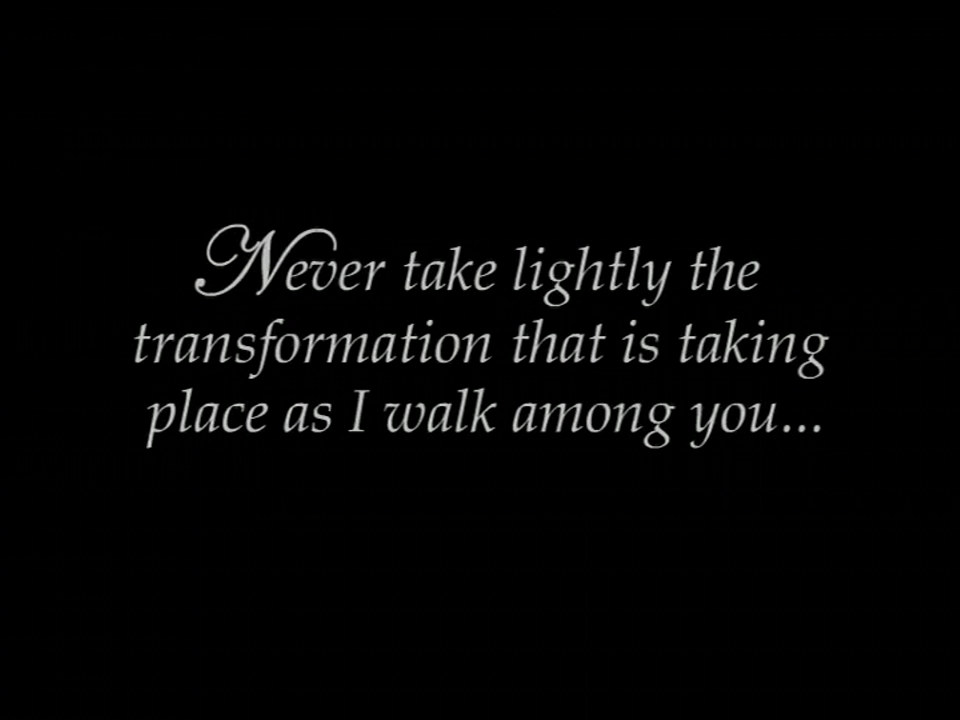 Never take lightly the
transformation that is taking
place as I walk among you...